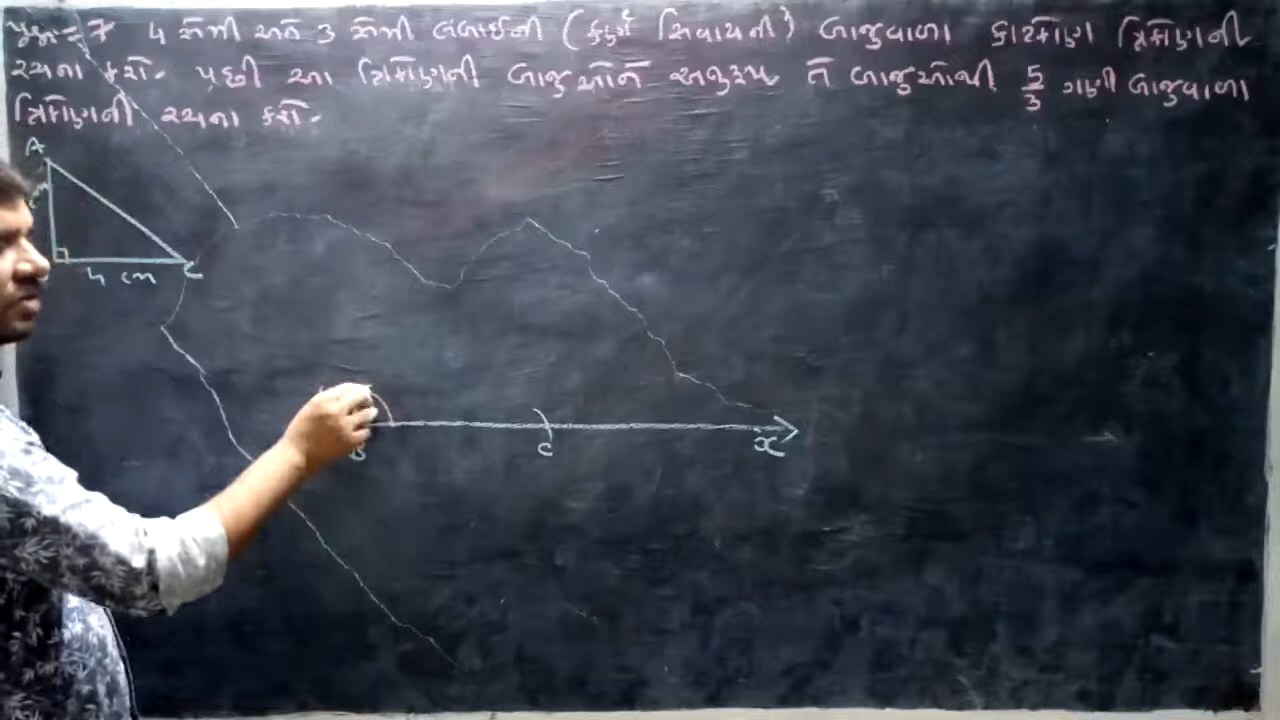 પ્રશ્ન = 7 4 સેમી અને 3 સેમી લંબાઈની (કર્ણ સિવાયની) બાજુવાળા કાટકોણ ત્રિકોણની
રચના કરો. પછી આ ત્રિકોણની બાજુઓને અનુરૂપ તે બાજુઓથી 5/3 ગણી બાજુવાળા
ત્રિકોણની રચના કરો.
A
C
4 cm
B
C
x